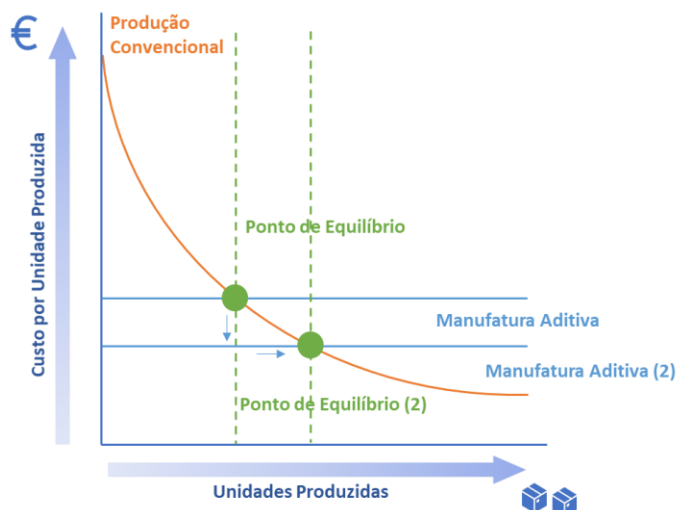 €
Produção
Convencional
Custo por Unidade Produzida
Ponto de Equilíbrio
Manufatura Aditiva
Manufatura Aditiva (2)
Ponto de Equilíbrio (2)
Unidades Produzidas